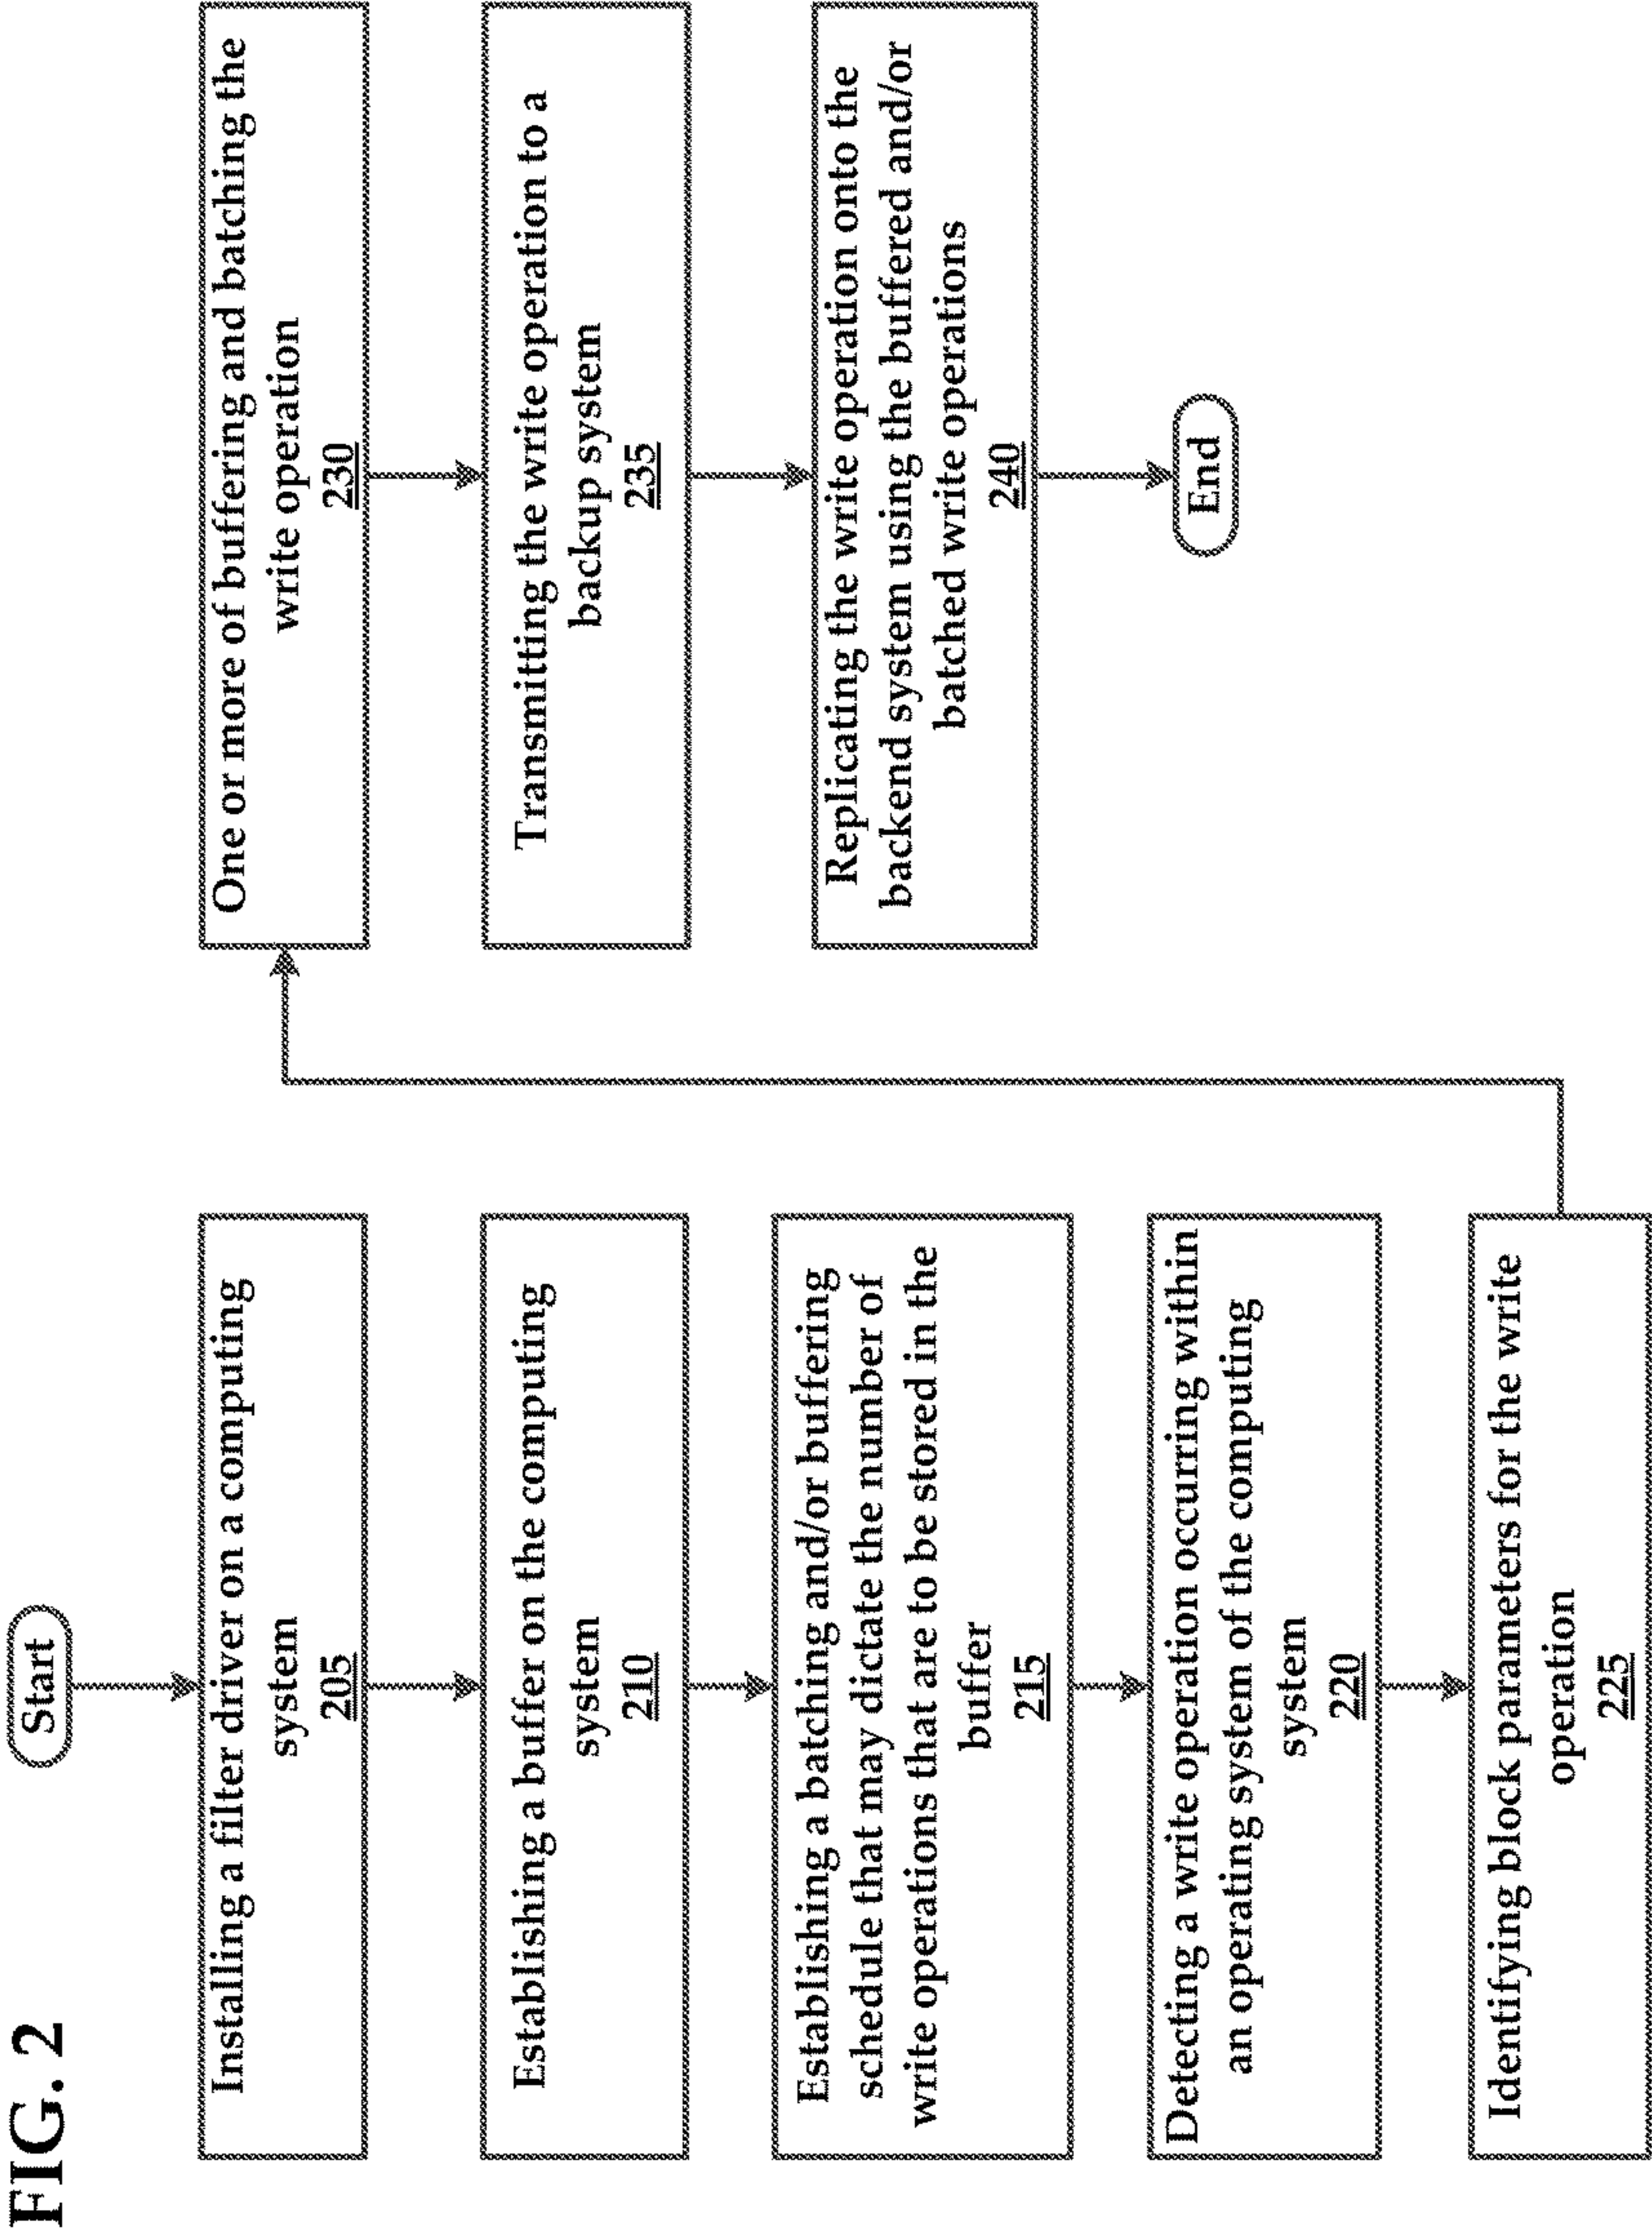 FIG. 2
Start
Installing a filter driver on a computing
system
205
Establishing a buffer on the computing
system
210
Establishing a batching and/or buffering
schedule that may dictate the number of
write operations that are to be stored in the
buffer
215
Detecting a write operation occurring within
an operating system of the computing
system
220
Identifying block parameters for the write
operation
225
One or more of buffering and batching the
write operation
230
Transmitting the write operation to a
backup system
235
Replicating the write operation onto the
backend system using the buffered and/or
batched write operations
240
End